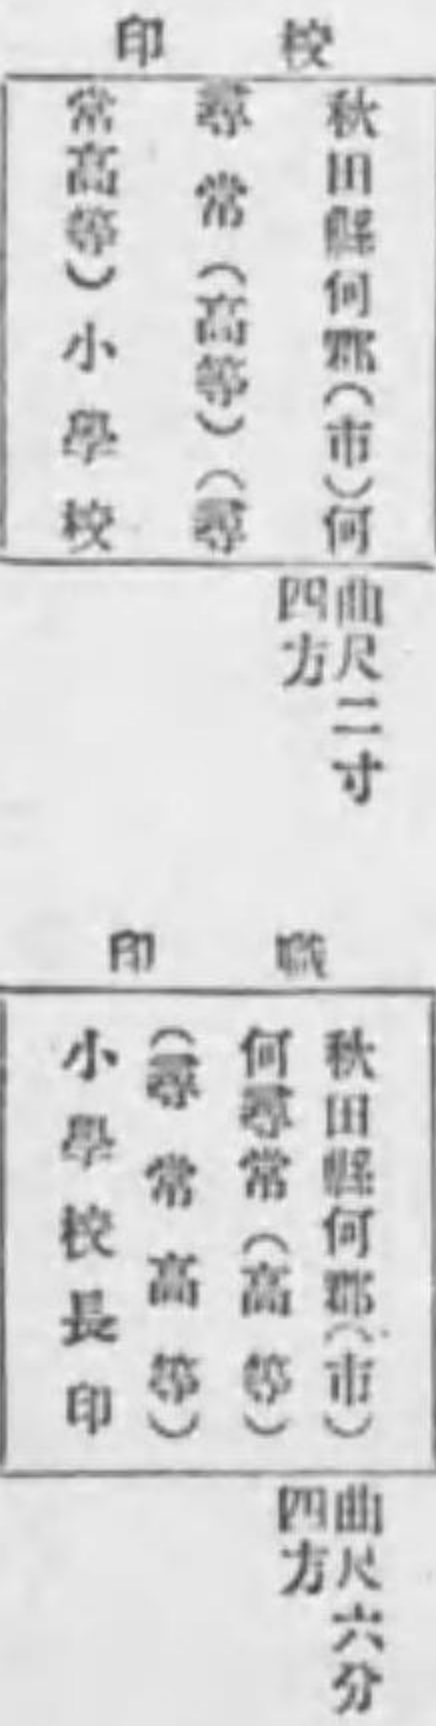 校印
秋田縣何郡(市)何
尋常(高等)(尋
常高等)小學校
曲尺二寸
四方
職印
秋田縣何郡(市)
何尋常(高等)
(尋常高等)
小學校長印
曲尺六分
四方